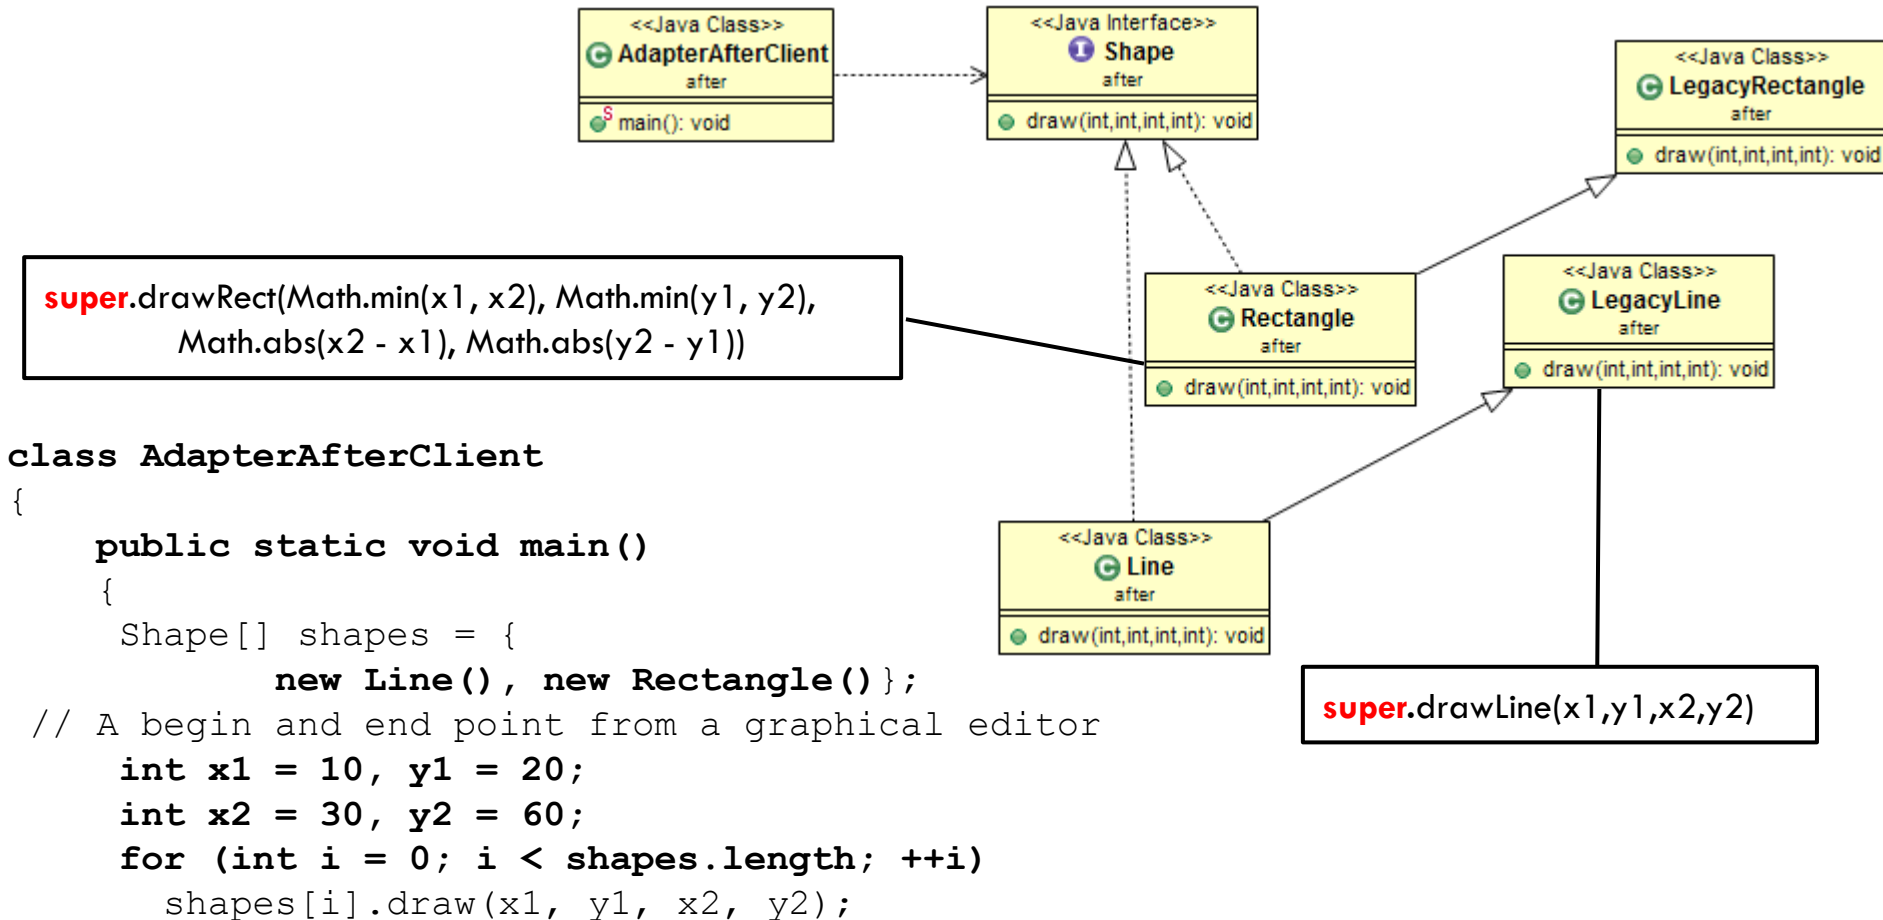 <<Java Class>>
AdapterAfterClient
after
main(): void
<<Java Interface>>
Shape
after
draw(int,int,int,int): void
<<Java Class>>
LegacyRectangle
after
draw(int,int,int,int): void
super.drawRect(Math.min(x1, x2), Math.min(y1, y2),
Math.abs(x2 - x1), Math.abs(y2 - y1))
<<Java Class>>
Rectangle
after
draw(int,int,int,int): void
<<Java Class>>
LegacyLine
after
draw(int,int,int,int): void
<<Java Class>>
Line
after
draw(int,int,int,int): void
super.drawLine(x1,y1,x2,y2)
class AdapterAfterClient
{
public static void main()
{
Shape[] shapes = {
new Line(), new Rectangle()};
// A begin and end point from a graphical editor
int x1 = 10, y1 = 20;
int x2 = 30, y2 = 60;
for (int i = 0; i < shapes.length; ++i)
shapes[i].draw(x1, y1, x2, y2);